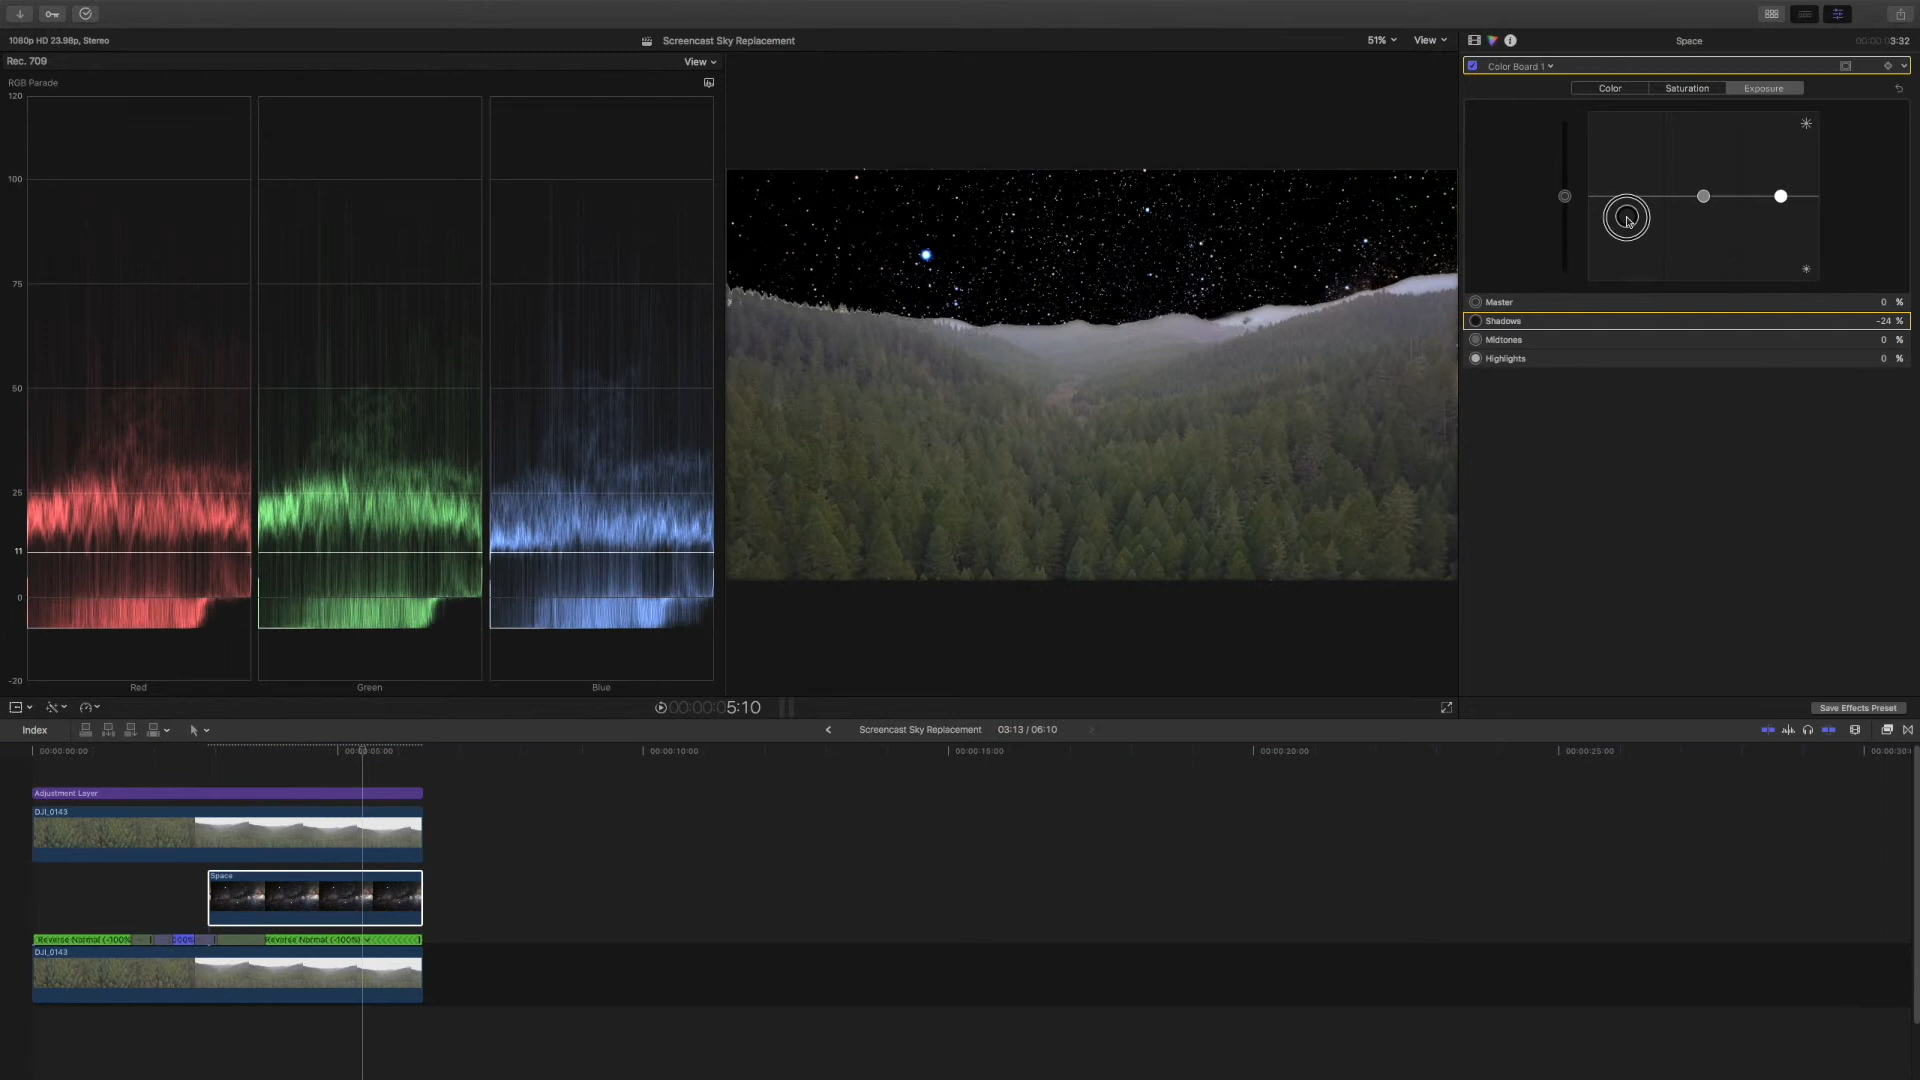 1080p HD 23.98p, Stereo
Screencast Sky Replacement
51%
View
Space
3:32
Rec. 709
View
Color Board 1
RGB Parade
Color
Saturation
Exposure
120
100
75
50
25
11
0
-20
Red
Green
Blue
Master
0 %
Shadows
-24 %
Midtones
0 %
Highlights
0 %
00:00:05:10
Save Effects Preset
Index
Screencast Sky Replacement
03:13 / 06:10
00:00:00:00
00:00:05:00
00:00:10:00
00:00:15:00
00:00:20:00
00:00:25:00
Adjustment Layer
DJI_0143
Space
Reverse Normal (-100%
Reverse Normal (-100%)
DJI_0143